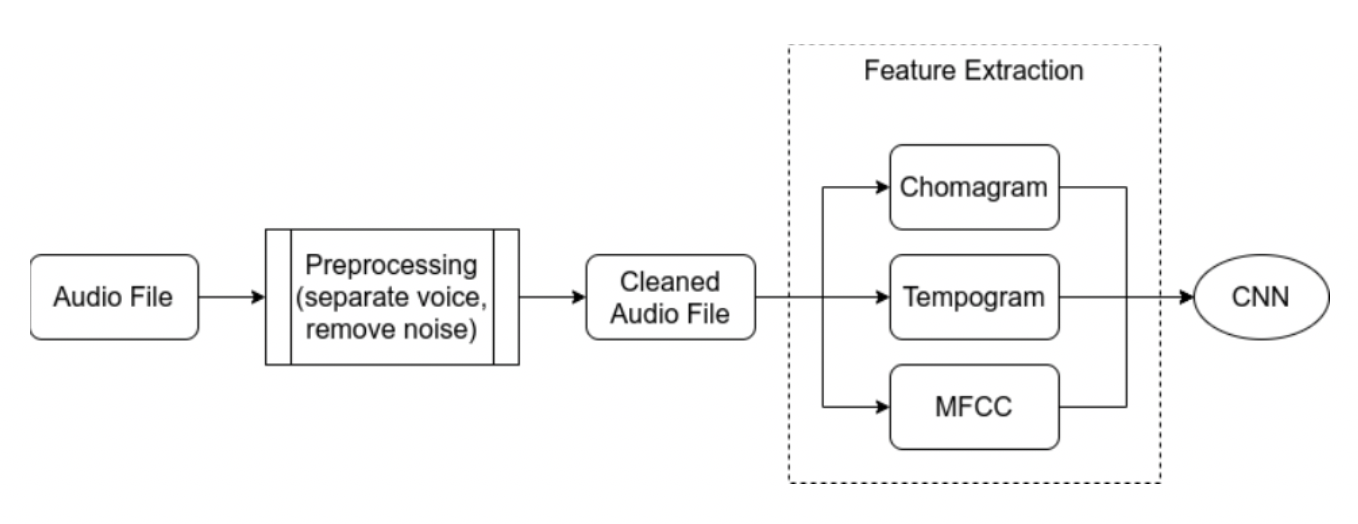 Audio File
Preprocessing
(separate voice,
remove noise)
Cleaned
Audio File
Feature Extraction
Chomagram
Tempogram
MFCC
CNN